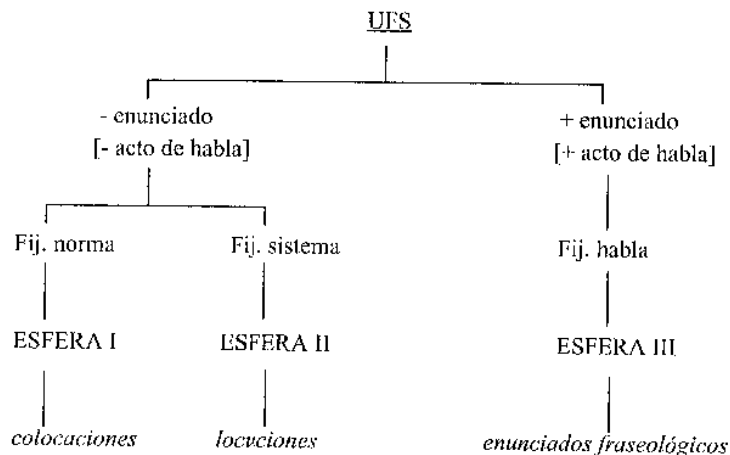 UFS
- enunciado
[- acto de habla]
+ enunciado
[+ acto de habla]
Fij. norma
Fij. sistema
Fij. habla
ESFERA I
ESFERA II
ESFERA III
colocaciones
locuciones
enunciados fraseológicos